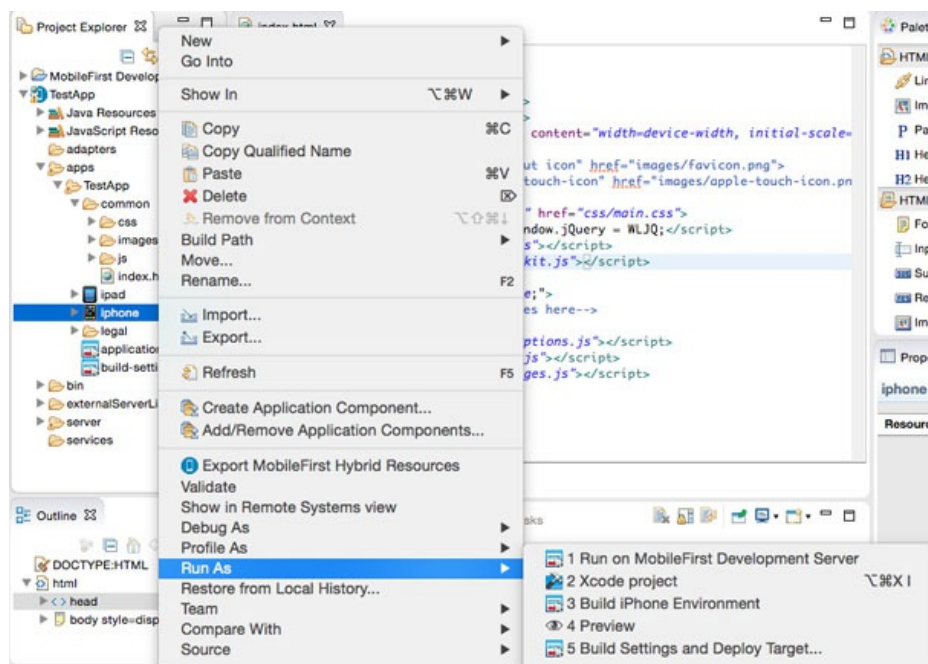 Project Explorer
index.html
MobileFirst Develop
TestApp
Java Resources
JavaScript Reso
adapters
apps
TestApp
common
css
images
js
index.h
ipad
iphone
legal
application
build-setti
bin
externalServerLi
server
services
New
Go Into
Show In ⌥⌘W
Copy ⌘C
Copy Qualified Name
Paste ⌘V
Delete ⌦
Remove from Context ⌥⇧⌘↓
Build Path
Move...
Rename... F2
Import...
Export...
Refresh F5
Create Application Component...
Add/Remove Application Components...
Export MobileFirst Hybrid Resources
Validate
Show in Remote Systems view
Debug As
Profile As
Run As
Restore from Local History...
Team
Compare With
Source
1 Run on MobileFirst Development Server
2 Xcode project ⌥⌘X I
3 Build iPhone Environment
4 Preview
5 Build Settings and Deploy Target...
>
>
content="width=device-width, initial-scale=
ut icon" href="images/favicon.png">
touch-icon" href="images/apple-touch-icon.pn
" href="css/main.css">
ndow.jQuery = WLJQ;</script>
s"></script>
kit.js"></script>
e;">
es here-->
ptions.js"></script>
js"></script>
ges.js"></script>
Palet
HTMl
Lir
Im
P Pa
H1 He
H2 He
HTMl
Fo
Inp
Su
Re
Im
Prop
iphone
Resour
Outline
DOCTYPE:HTML
html
head
body style=disp
sks